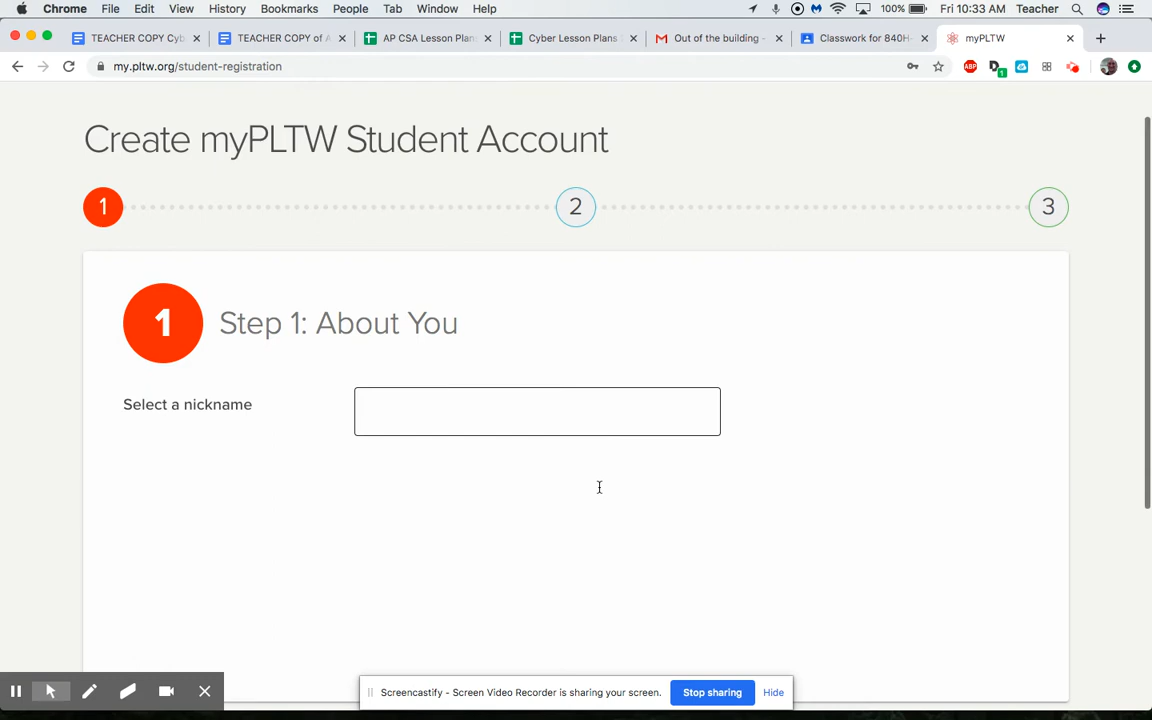 Chrome File Edit View History Bookmarks People Tab Window Help 100% Fri 10:33 AM Teacher
TEACHER COPY Cyb TEACHER COPY of A AP CSA Lesson Plan Cyber Lesson Plans 2 Out of the building - Classwork for 840H- myPLTW
my.pltw.org/student-registration ABP 1
Create myPLTW Student Account
1 2 3
1 Step 1: About You
Select a nickname
Screencastify - Screen Video Recorder is sharing your screen. Stop sharing Hide